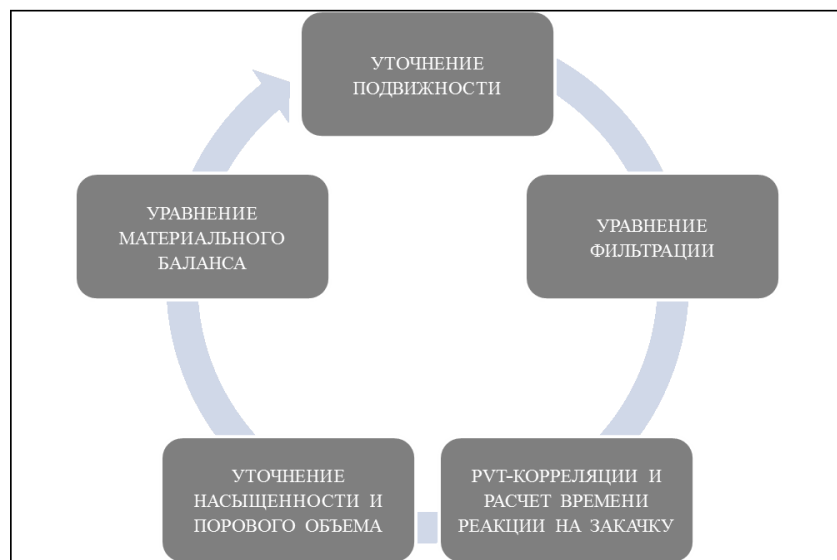 УТОЧНЕНИЕ
ПОДВИЖНОСТИ
УРАВНЕНИЕ
ФИЛЬТРАЦИИ
PVT-КОРРЕЛЯЦИИ И
РАСЧЕТ ВРЕМЕНИ
РЕАКЦИИ НА ЗАКАЧКУ
УТОЧНЕНИЕ
НАСЫЩЕННОСТИ И
ПОРОВОГО ОБЪЕМА
УРАВНЕНИЕ
МАТЕРИАЛЬНОГО
БАЛАНСА